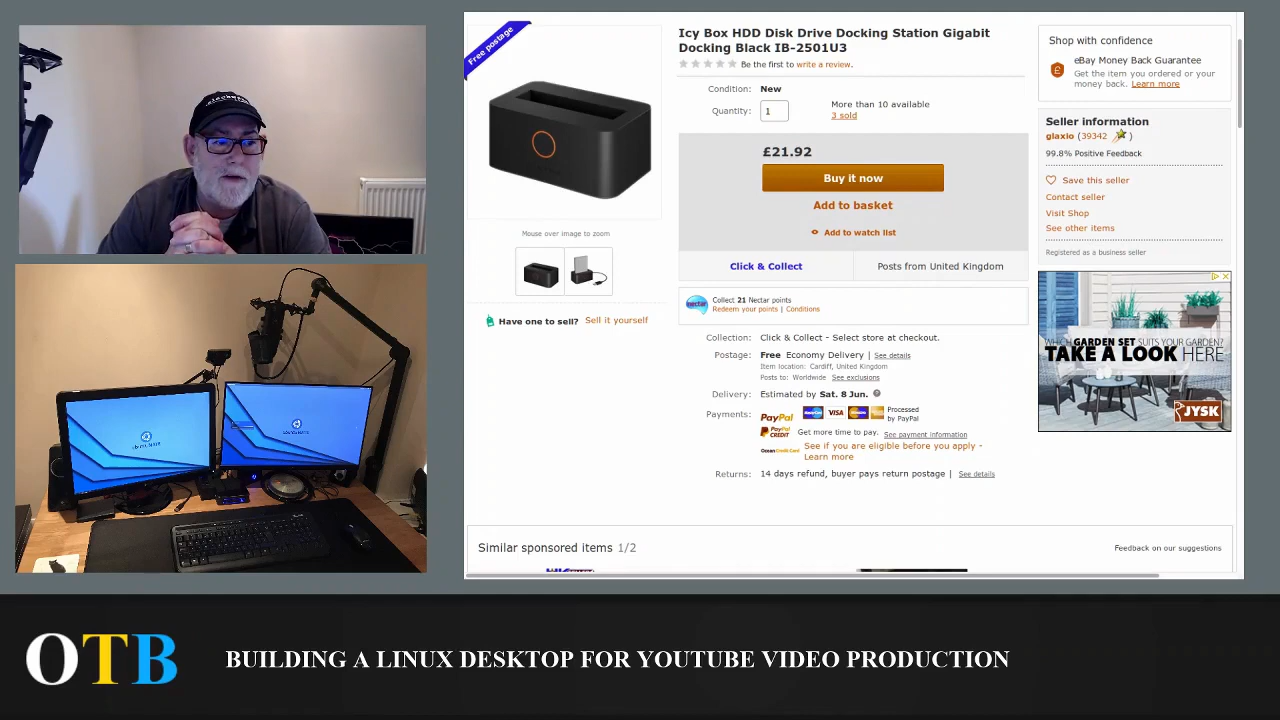 Free postage
Icy Box HDD Disk Drive Docking Station Gigabit
Docking Black IB-2501U3
Be the first to write a review.
Condition: New
Quantity: 1
More than 10 available
3 sold
£21.92
Buy it now
Add to basket
Add to watch list
Mouse over image to zoom
Have one to sell? Sell it yourself
Click & Collect
Posts from United Kingdom
nectar
Collect 21 Nectar points
Redeem your points | Conditions
Collection: Click & Collect - Select store at checkout.
Postage: Free Economy Delivery | See details
Item location: Cardiff, United Kingdom
Posts to: Worldwide See exclusions
Delivery: Estimated by Sat. 8 Jun.
Payments: PayPal VISA Processed
by PayPal
PayPal CREDIT Get more time to pay. See payment information
See if you are eligible before you apply -
Learn more
Returns: 14 days refund, buyer pays return postage | See details
Shop with confidence
eBay Money Back Guarantee
Get the item you ordered or your
money back. Learn more
Seller information
glaxio (39342 )
99.8% Positive Feedback
Save this seller
Contact seller
Visit Shop
See other items
Registered as a business seller
WHICH GARDEN SET SUITS YOUR GARDEN?
TAKE A LOOK HERE
JYSK
Similar sponsored items 1/2
Feedback on our suggestions
OTB
BUILDING A LINUX DESKTOP FOR YOUTUBE VIDEO PRODUCTION